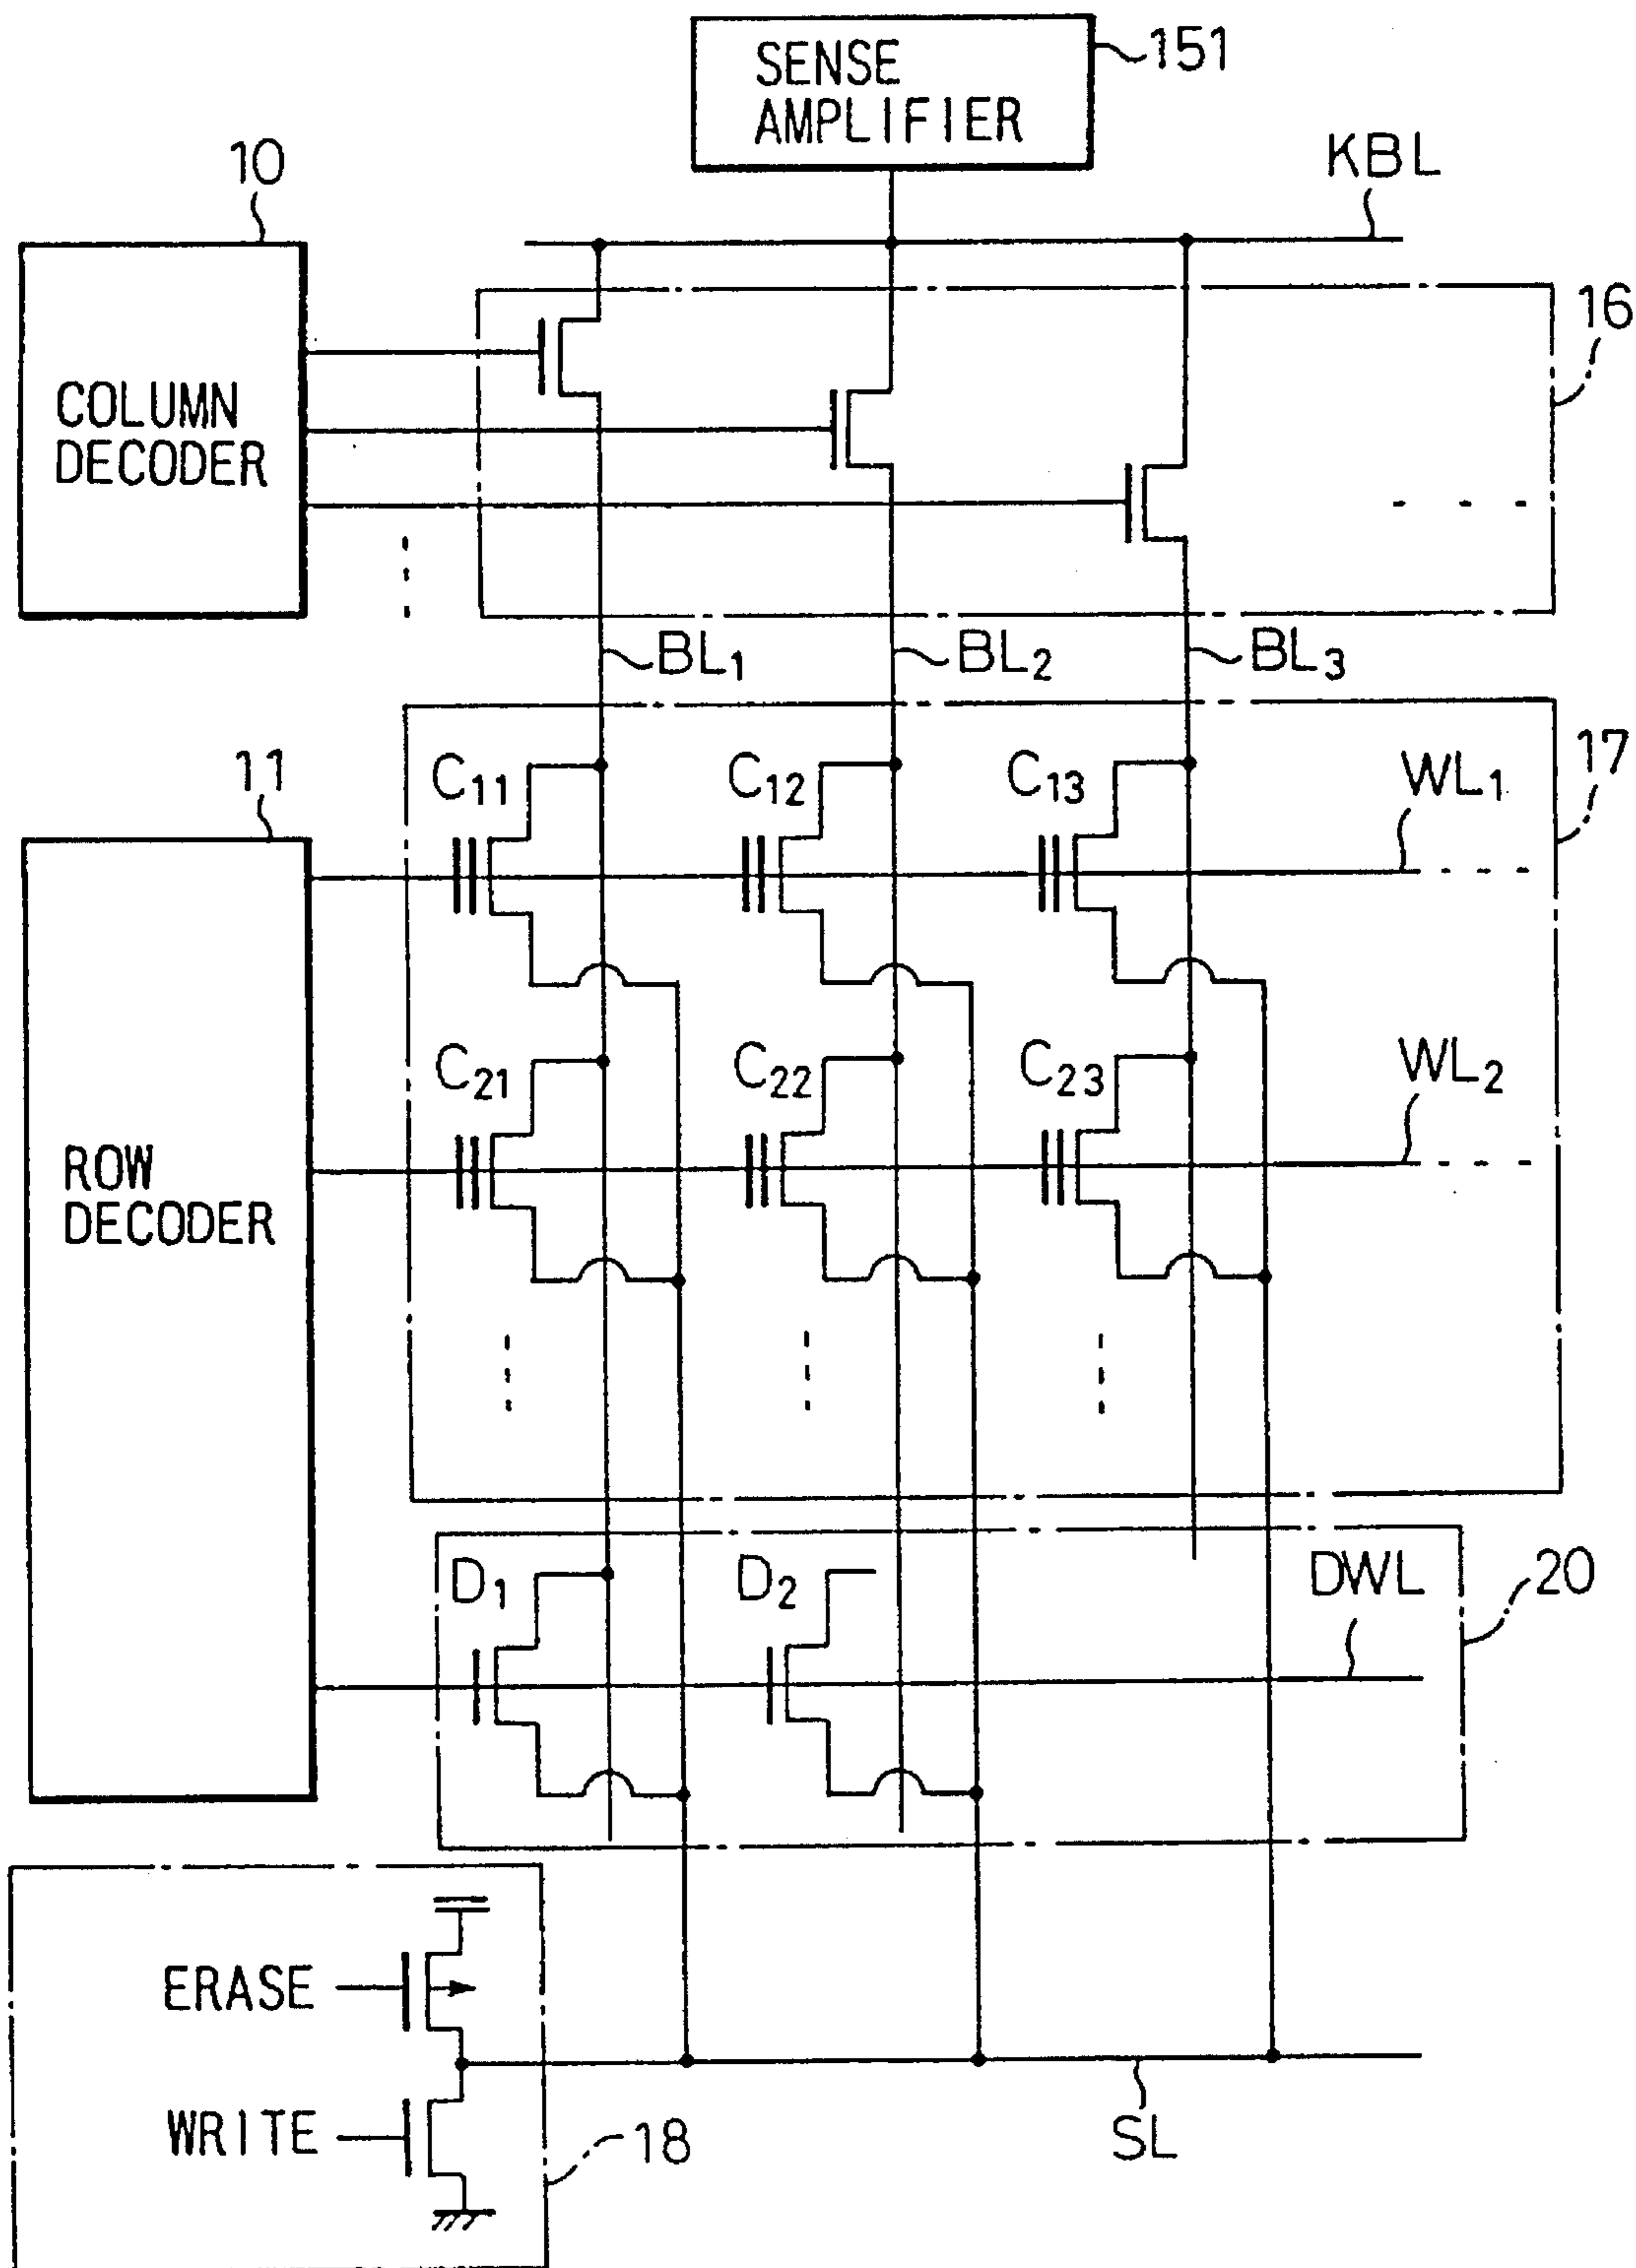 SENSE
AMPLIFIER
151
10
KBL
16
COLUMN
DECODER
BL₁
BL₂
BL₃
17
11
C₁₁
C₁₂
C₁₃
WL₁
C₂₁
C₂₂
C₂₃
WL₂
ROW
DECODER
D₁
D₂
DWL
20
ERASE
WRITE
18
SL